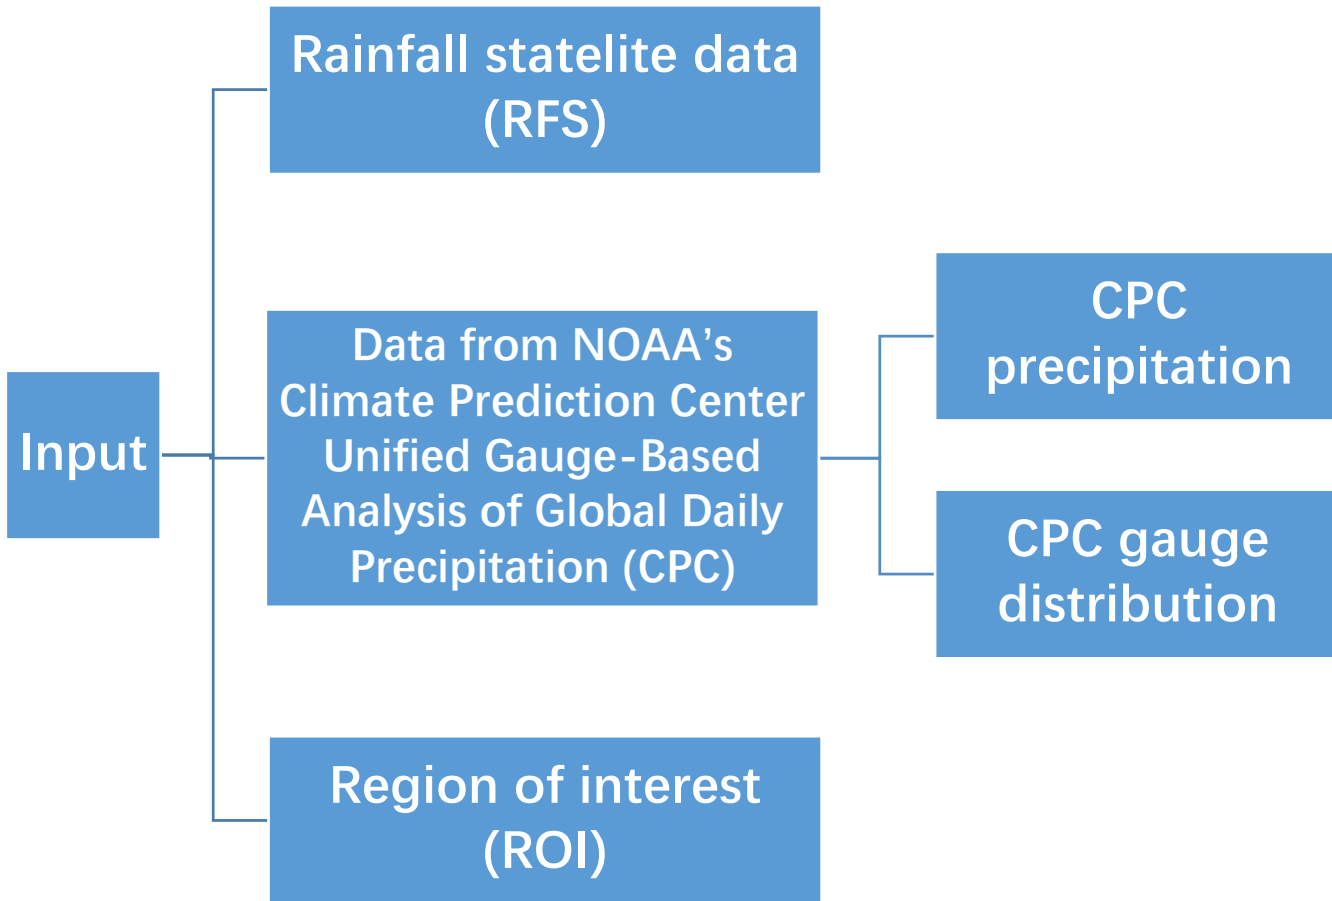 Rainfall statelite data
(RFS)
Input
Data from NOAA’s
Climate Prediction Center
Unified Gauge-Based
Analysis of Global Daily
Precipitation (CPC)
CPC
precipitation
CPC gauge
distribution
Region of interest
(ROI)